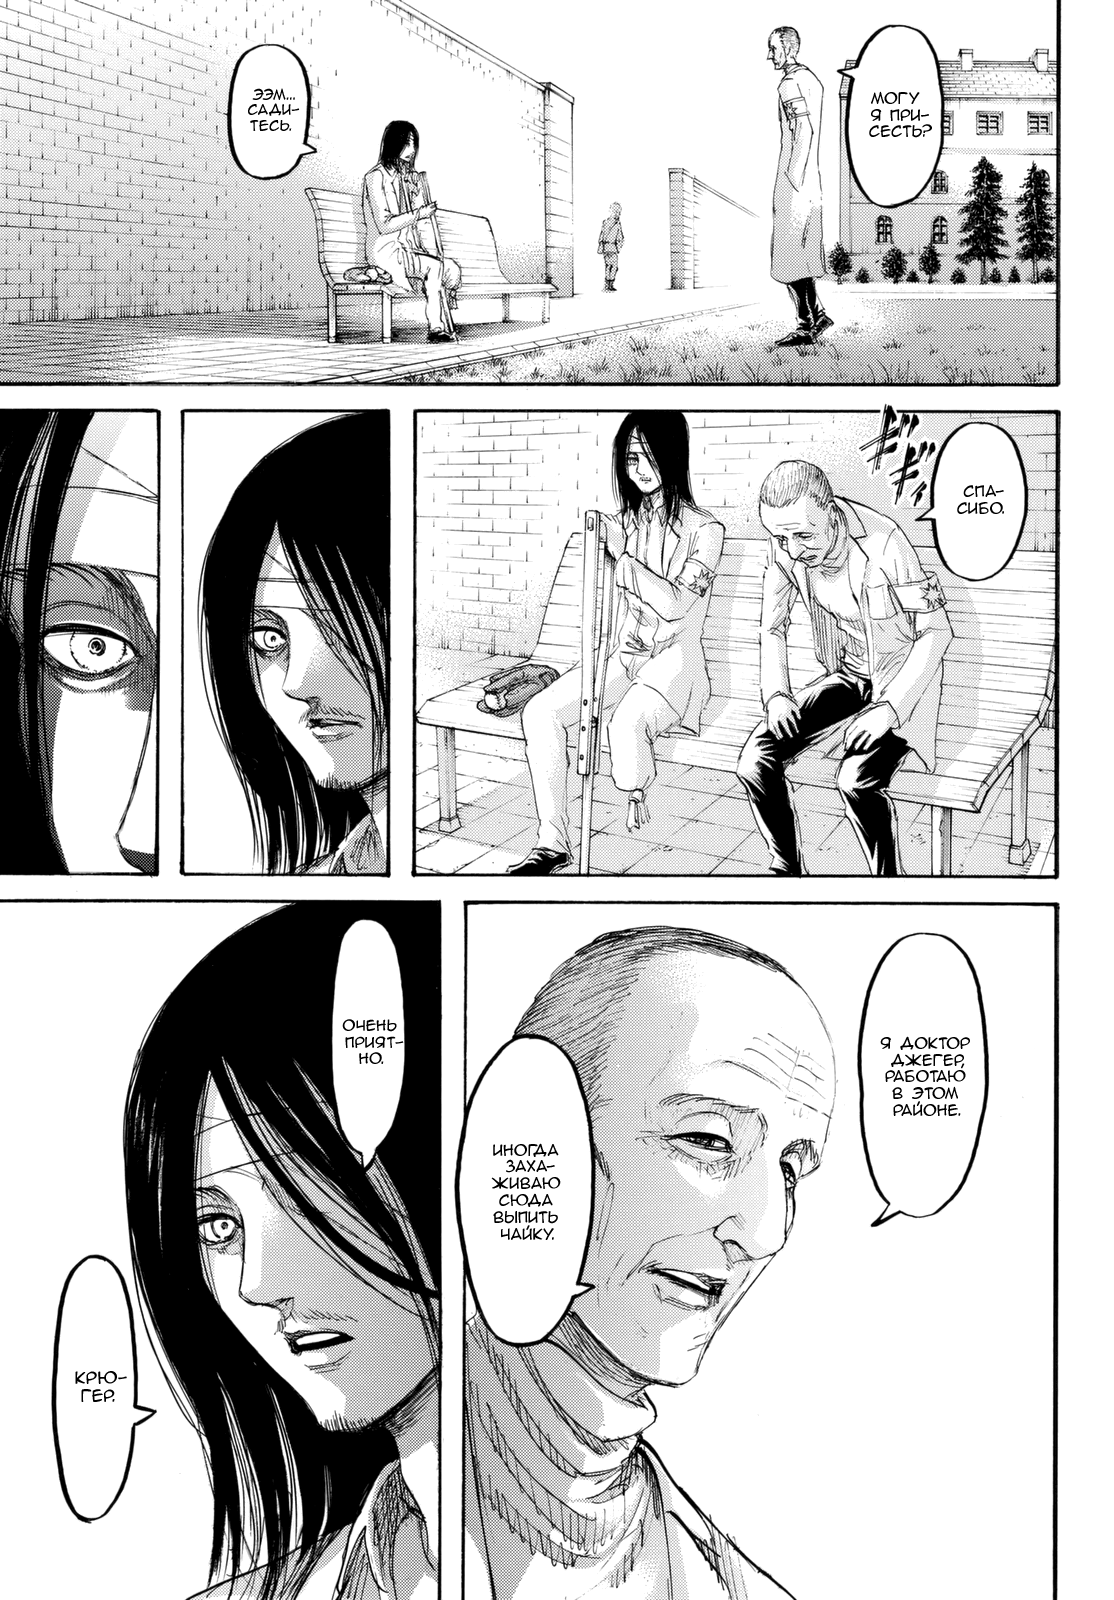 МОГУ
Я ПРИ-
СЕСТЬ?
ЭЭМ...
САДИ-
ТЕСЬ.
СПА-
СИБО.
Я ДОКТОР
ДЖЕГЕР,
РАБОТАЮ
В ЭТОМ
РАЙОНЕ.
ИНОГДА
ЗАХА-
ЖИВАЮ
СЮДА
ВЫПИТЬ
ЧАЙКУ.
ОЧЕНЬ
ПРИЯТ-
НО.
КРЮ-
ГЕР.